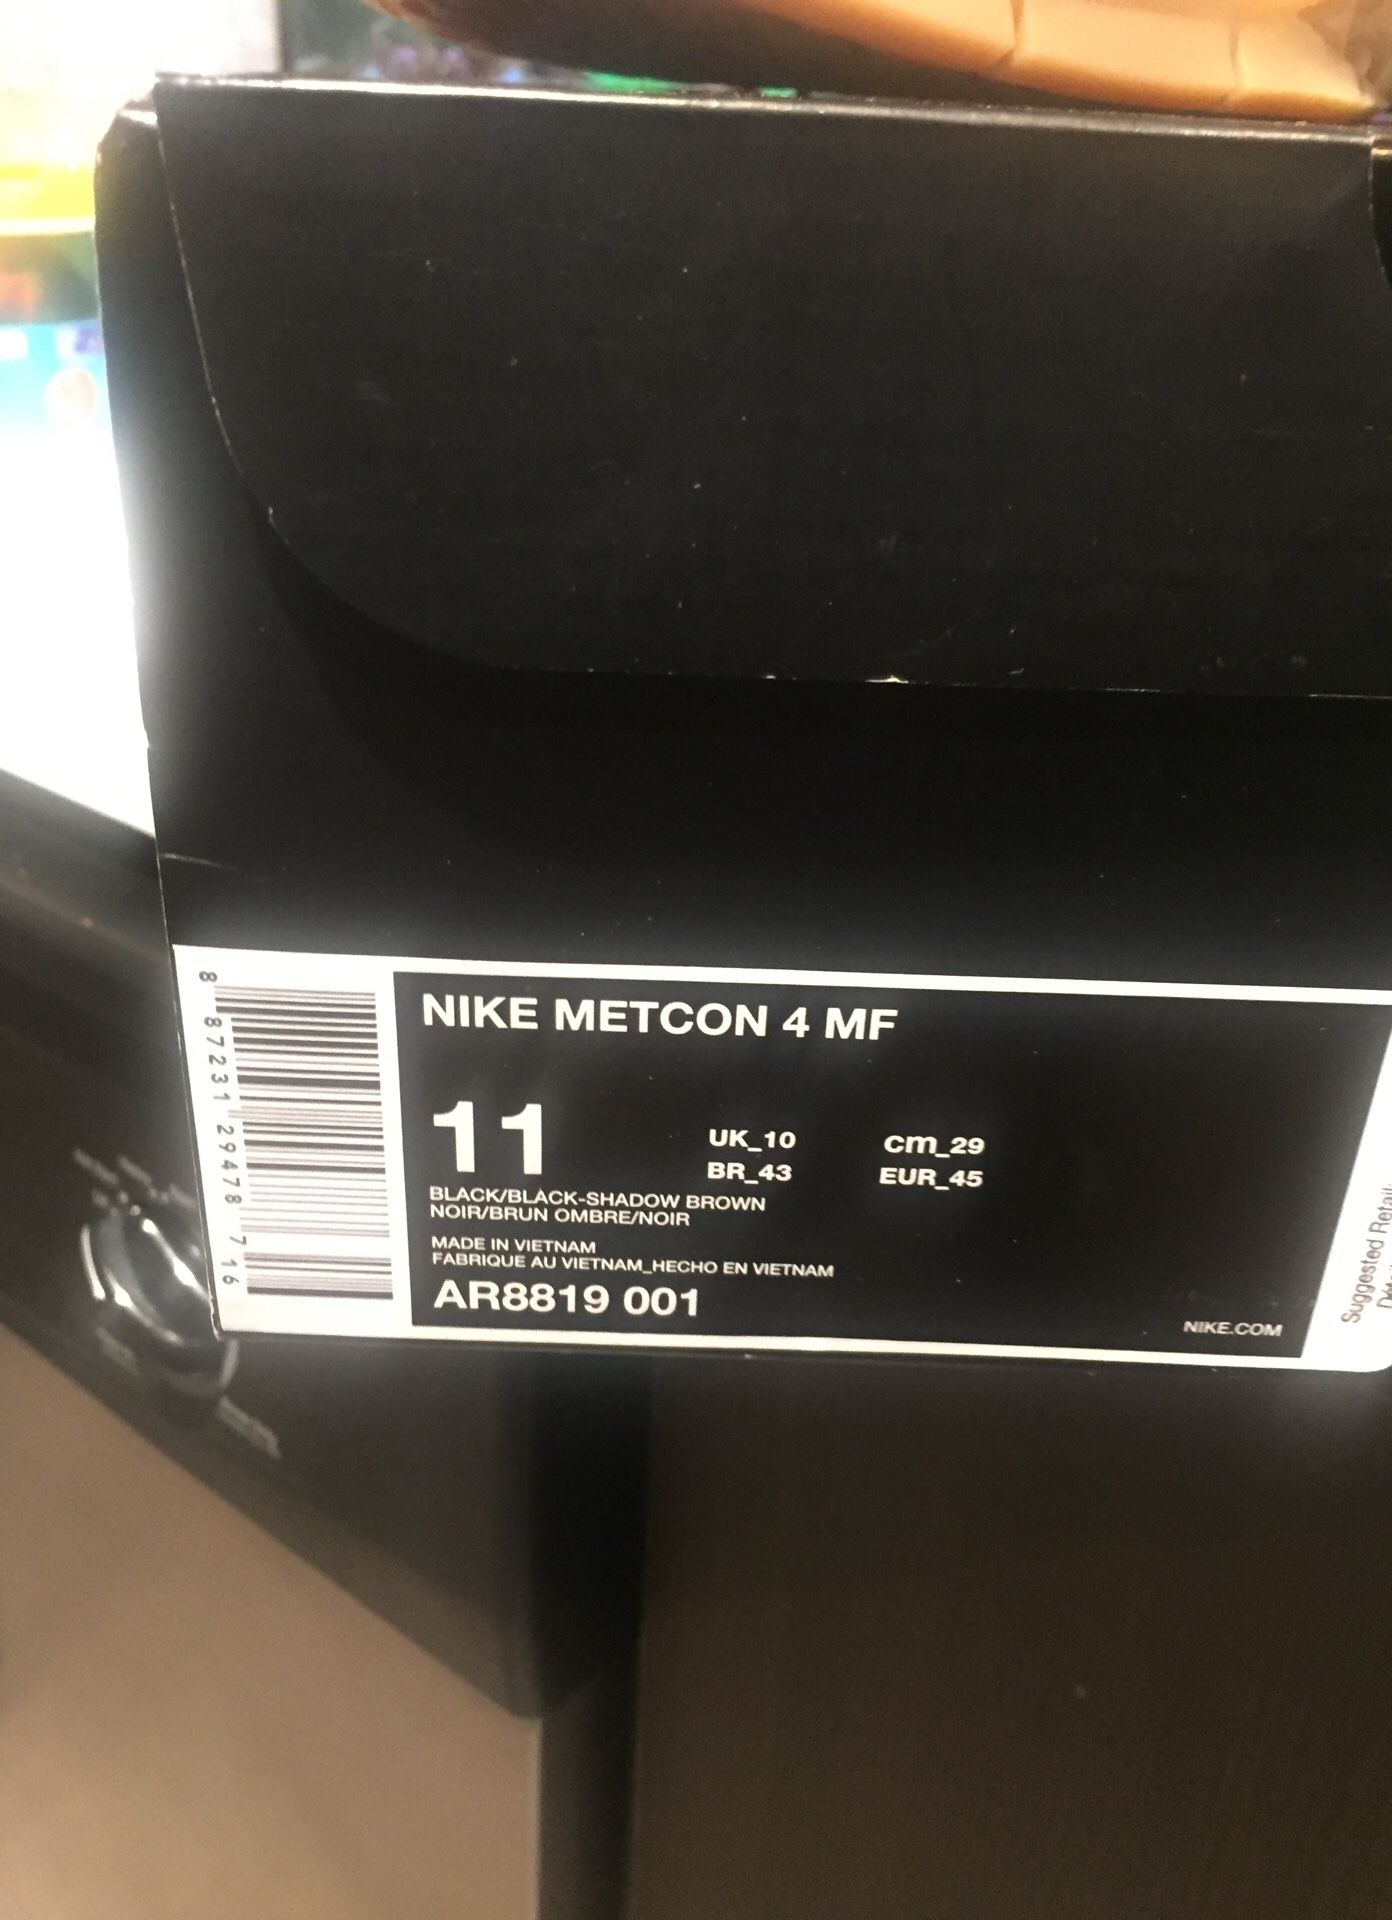 NIKE METCON 4 MF
11
UK_10 cm_29
BR_43 EUR_45
BLACK/BLACK-SHADOW BROWN
NOIR/BRUN OMBRE/NOIR
MADE IN VIETNAM
FABRIQUE AU VIETNAM_HECHO EN VIETNAM
AR8819 001
NIKE.COM
8 87231 29478 7 16
Suggested Retail